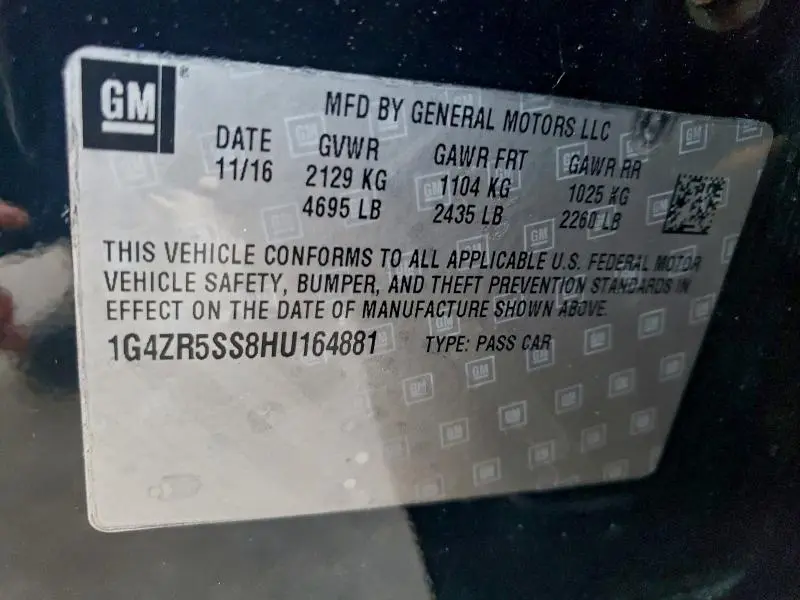 GM
MFD BY GENERAL MOTORS LLC
DATE GVWR GAWR FRT GAWR RR
11/16 2129 KG 1104 KG 1025 KG
4695 LB 2435 LB 2260 LB
THIS VEHICLE CONFORMS TO ALL APPLICABLE U.S. FEDERAL MOTOR
VEHICLE SAFETY, BUMPER, AND THEFT PREVENTION STANDARDS IN
EFFECT ON THE DATE OF MANUFACTURE SHOWN ABOVE.
1G4ZR5SS8HU164881 TYPE: PASS CAR